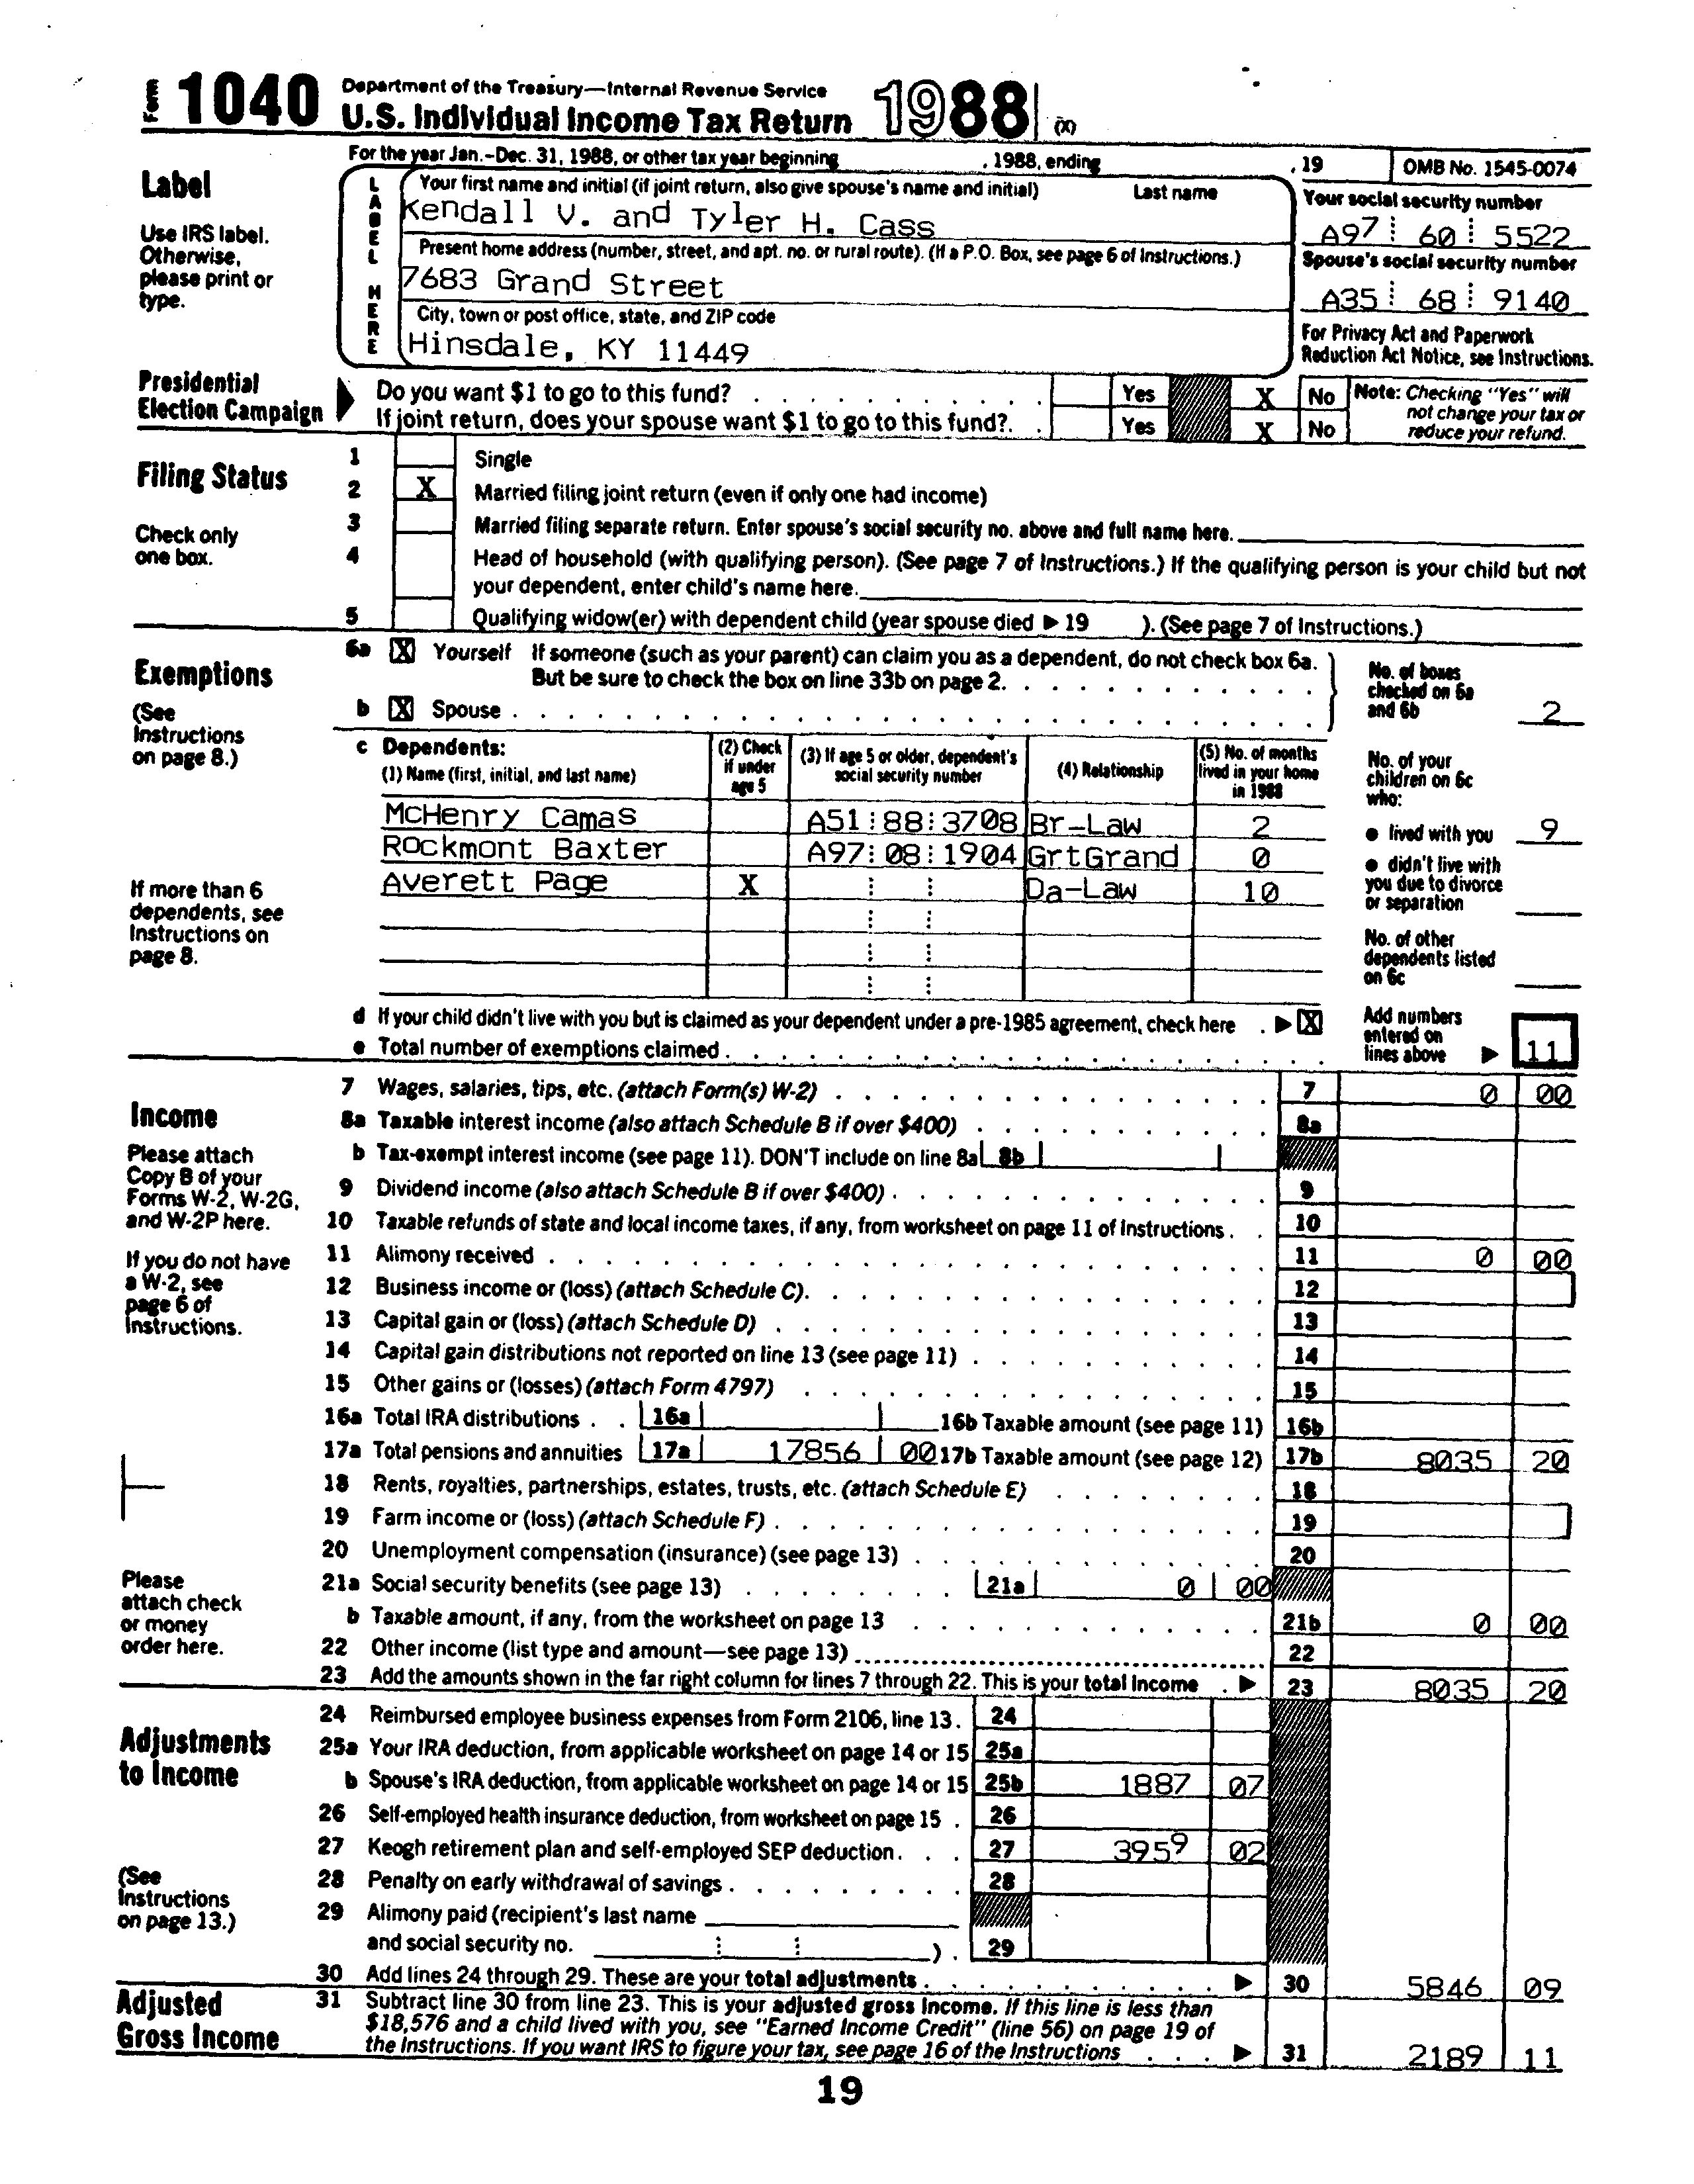 Form 1040 Department of the Treasury—Internal Revenue Service
U.S. Individual Income Tax Return 1988 (X)
For the year Jan.-Dec. 31, 1988, or other tax year beginning , 1988, ending , 19 OMB No. 1545-0074
Label
Use IRS label.
Otherwise,
please print or
type.
LABEL HERE
Your first name and initial (if joint return, also give spouse's name and initial) Last name
Kendall V. and Tyler H. Cass
Present home address (number, street, and apt. no. or rural route). (If a P.O. Box, see page 6 of Instructions.)
7683 Grand Street
City, town or post office, state, and ZIP code
Hinsdale, KY 11449
Your social security number
A97 60 5522
Spouse's social security number
A35 68 9140
For Privacy Act and Paperwork
Reduction Act Notice, see Instructions.
Presidential
Election Campaign
Do you want $1 to go to this fund? Yes X No
If joint return, does your spouse want $1 to go to this fund? Yes X No
Note: Checking "Yes" will
not change your tax or
reduce your refund.
Filing Status
Check only
one box.
1 Single
2 X Married filing joint return (even if only one had income)
3 Married filing separate return. Enter spouse's social security no. above and full name here.
4 Head of household (with qualifying person). (See page 7 of Instructions.) If the qualifying person is your child but not
your dependent, enter child's name here.
5 Qualifying widow(er) with dependent child (year spouse died ▶ 19 ). (See page 7 of Instructions.)
Exemptions
(See
Instructions
on page 8.)
6a X Yourself If someone (such as your parent) can claim you as a dependent, do not check box 6a.
But be sure to check the box on line 33b on page 2.
b X Spouse
No. of boxes
checked on 6a
and 6b 2
c Dependents:
(1) Name (first, initial, and last name)
(2) Check
if under
age 5
(3) If age 5 or older, dependent's
social security number
(4) Relationship
(5) No. of months
lived in your home
in 1988
McHenry Camas A51 88 3708 Br-Law 2
Rockmont Baxter A97 08 1904 GrtGrand 0
Averett Page X Da-Law 10
If more than 6
dependents, see
Instructions on
page 8.
No. of your
children on 6c
who:
● lived with you 9
● didn't live with
you due to divorce
or separation
No. of other
dependents listed
on 6c
d If your child didn't live with you but is claimed as your dependent under a pre-1985 agreement, check here ▶ X
e Total number of exemptions claimed
Add numbers
entered on
lines above ▶ 11
Income
Please attach
Copy B of your
Forms W-2, W-2G,
and W-2P here.
If you do not have
a W-2, see
page 6 of
Instructions.
Please
attach check
or money
order here.
7 Wages, salaries, tips, etc. (attach Form(s) W-2) 7 0 00
8a Taxable interest income (also attach Schedule B if over $400) 8a
b Tax-exempt interest income (see page 11). DON'T include on line 8a 8b
9 Dividend income (also attach Schedule B if over $400) 9
10 Taxable refunds of state and local income taxes, if any, from worksheet on page 11 of Instructions 10
11 Alimony received 11 0 00
12 Business income or (loss) (attach Schedule C) 12
13 Capital gain or (loss) (attach Schedule D) 13
14 Capital gain distributions not reported on line 13 (see page 11) 14
15 Other gains or (losses) (attach Form 4797) 15
16a Total IRA distributions 16a 16b Taxable amount (see page 11) 16b
17a Total pensions and annuities 17a 17856 00 17b Taxable amount (see page 12) 17b 8035 20
18 Rents, royalties, partnerships, estates, trusts, etc. (attach Schedule E) 18
19 Farm income or (loss) (attach Schedule F) 19
20 Unemployment compensation (insurance) (see page 13) 20
21a Social security benefits (see page 13) 21a 0 00
b Taxable amount, if any, from the worksheet on page 13 21b 0 00
22 Other income (list type and amount—see page 13) 22
23 Add the amounts shown in the far right column for lines 7 through 22. This is your total income ▶ 23 8035 20
Adjustments
to Income
(See
Instructions
on page 13.)
24 Reimbursed employee business expenses from Form 2106, line 13. 24
25a Your IRA deduction, from applicable worksheet on page 14 or 15 25a
b Spouse's IRA deduction, from applicable worksheet on page 14 or 15 25b 1887 07
26 Self-employed health insurance deduction, from worksheet on page 15 26
27 Keogh retirement plan and self-employed SEP deduction 27 3959 02
28 Penalty on early withdrawal of savings 28
29 Alimony paid (recipient's last name
and social security no. ) 29
30 Add lines 24 through 29. These are your total adjustments ▶ 30 5846 09
Adjusted
Gross Income
31 Subtract line 30 from line 23. This is your adjusted gross income. If this line is less than
$18,576 and a child lived with you, see "Earned Income Credit" (line 56) on page 19 of
the Instructions. If you want IRS to figure your tax, see page 16 of the Instructions ▶ 31 2189 11
19